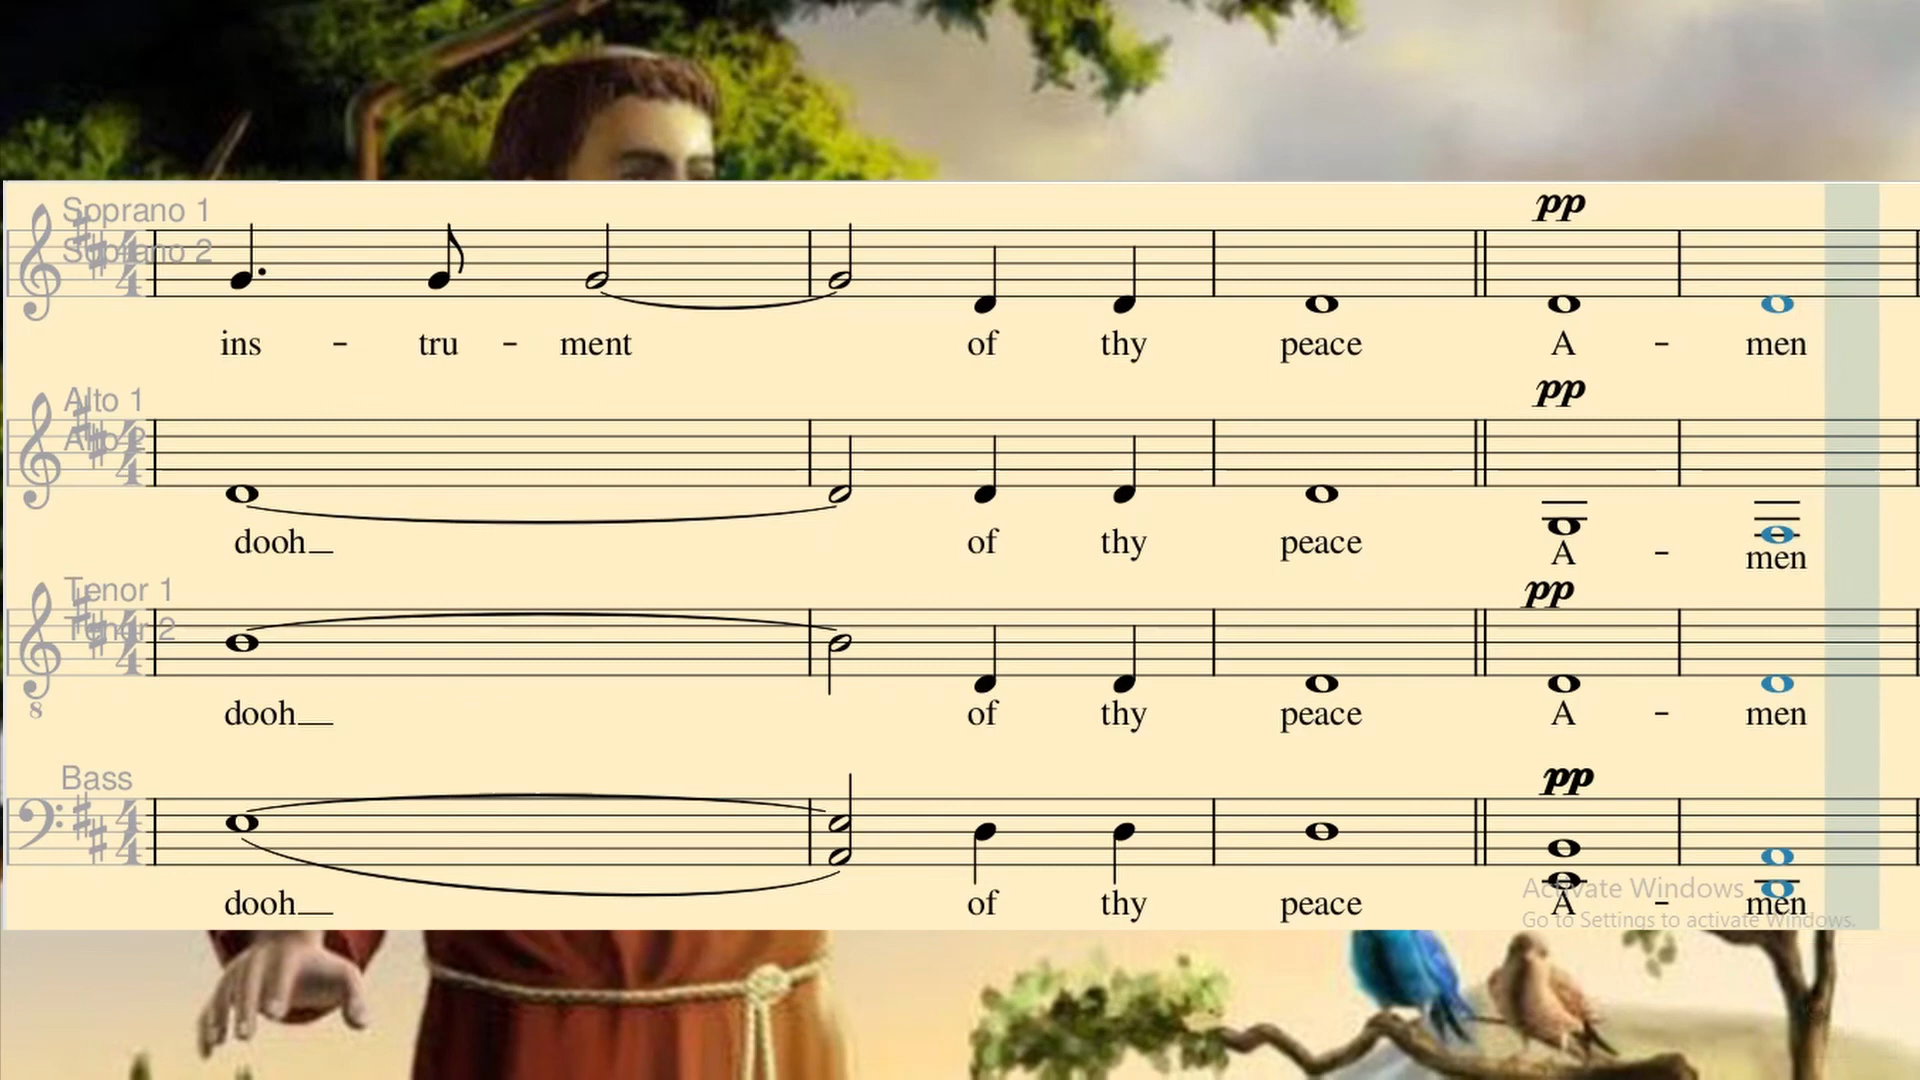 Soprano 1
Soprano 2
pp
ins - tru - ment of thy peace A - men
Alto 1
Alto 2
pp
dooh of thy peace A - men
Tenor 1
Tenor 2
pp
dooh of thy peace A - men
8
Bass
pp
dooh of thy peace A - men
Activate Windows
Go to Settings to activate Windows.